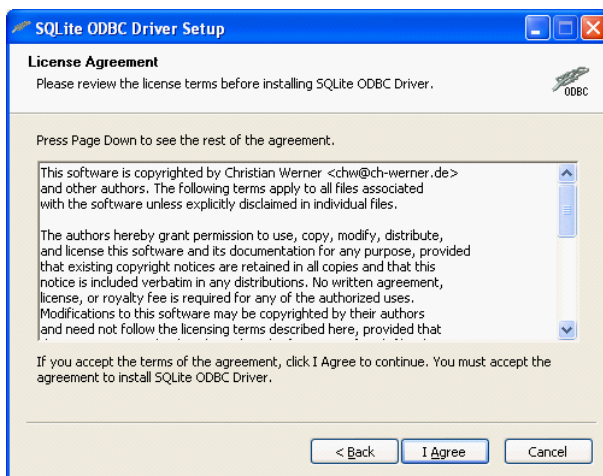 SQLite ODBC Driver Setup
License Agreement
Please review the license terms before installing SQLite ODBC Driver.
ODBC
Press Page Down to see the rest of the agreement.
This software is copyrighted by Christian Werner <chw@ch-werner.de>
and other authors. The following terms apply to all files associated
with the software unless explicitly disclaimed in individual files.
The authors hereby grant permission to use, copy, modify, distribute,
and license this software and its documentation for any purpose, provided
that existing copyright notices are retained in all copies and that this
notice is included verbatim in any distributions. No written agreement,
license, or royalty fee is required for any of the authorized uses.
Modifications to this software may be copyrighted by their authors
and need not follow the licensing terms described here, provided that
If you accept the terms of the agreement, click I Agree to continue. You must accept the
agreement to install SQLite ODBC Driver.
< Back I Agree Cancel